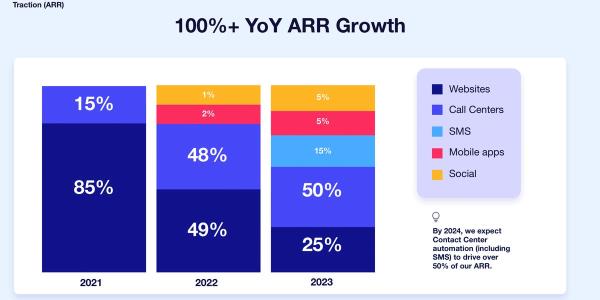 Traction (ARR)
100%+ YoY ARR Growth
15%
85%
2021
1%
2%
48%
49%
2022
5%
5%
15%
50%
25%
2023
Websites
Call Centers
SMS
Mobile apps
Social
By 2024, we expect
Contact Center
automation (including
SMS) to drive over
50% of our ARR.